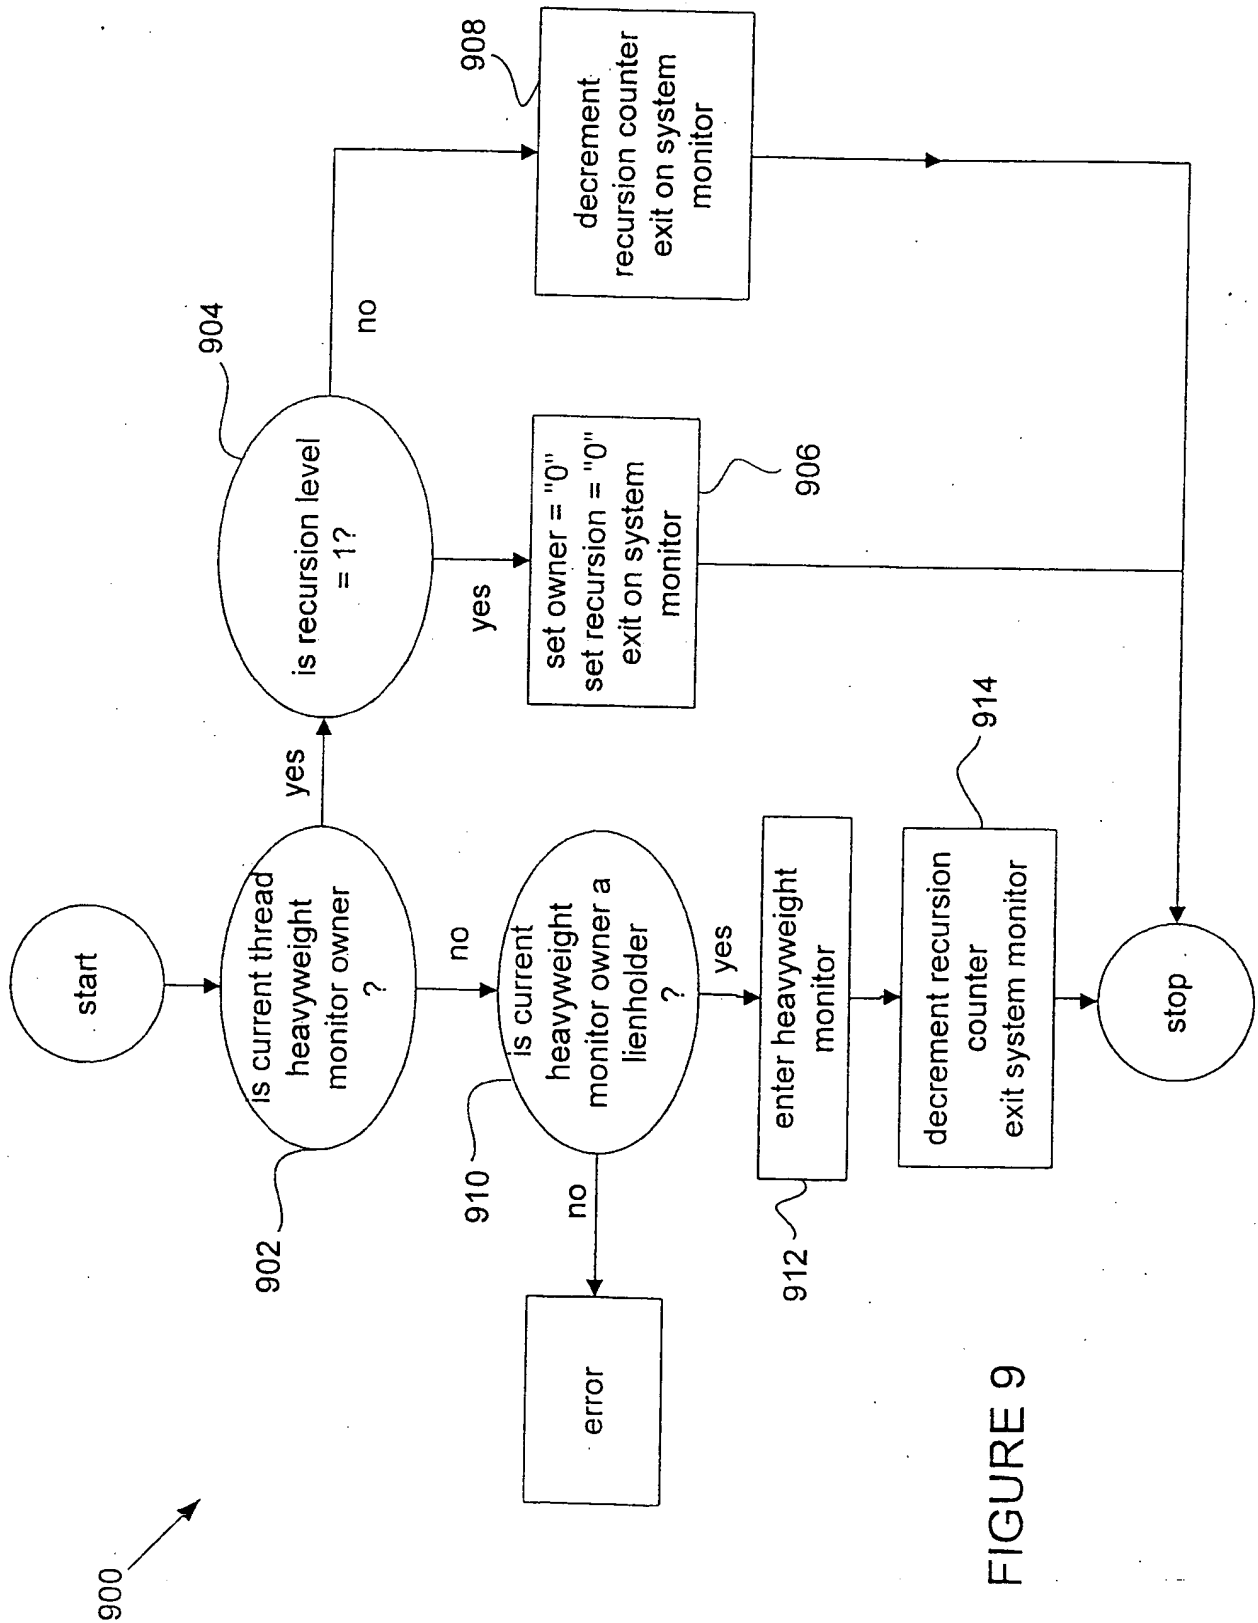 900
start
is current thread
heavyweight
monitor owner
?
902
yes
no
is recursion level
= 1?
904
yes
no
set owner = "0"
set recursion = "0"
exit on system
monitor
906
decrement
recursion counter
exit on system
monitor
908
is current
heavyweight
monitor owner a
lienholder
?
910
no
yes
error
enter heavyweight
monitor
912
decrement recursion
counter
exit system monitor
914
stop
FIGURE 9